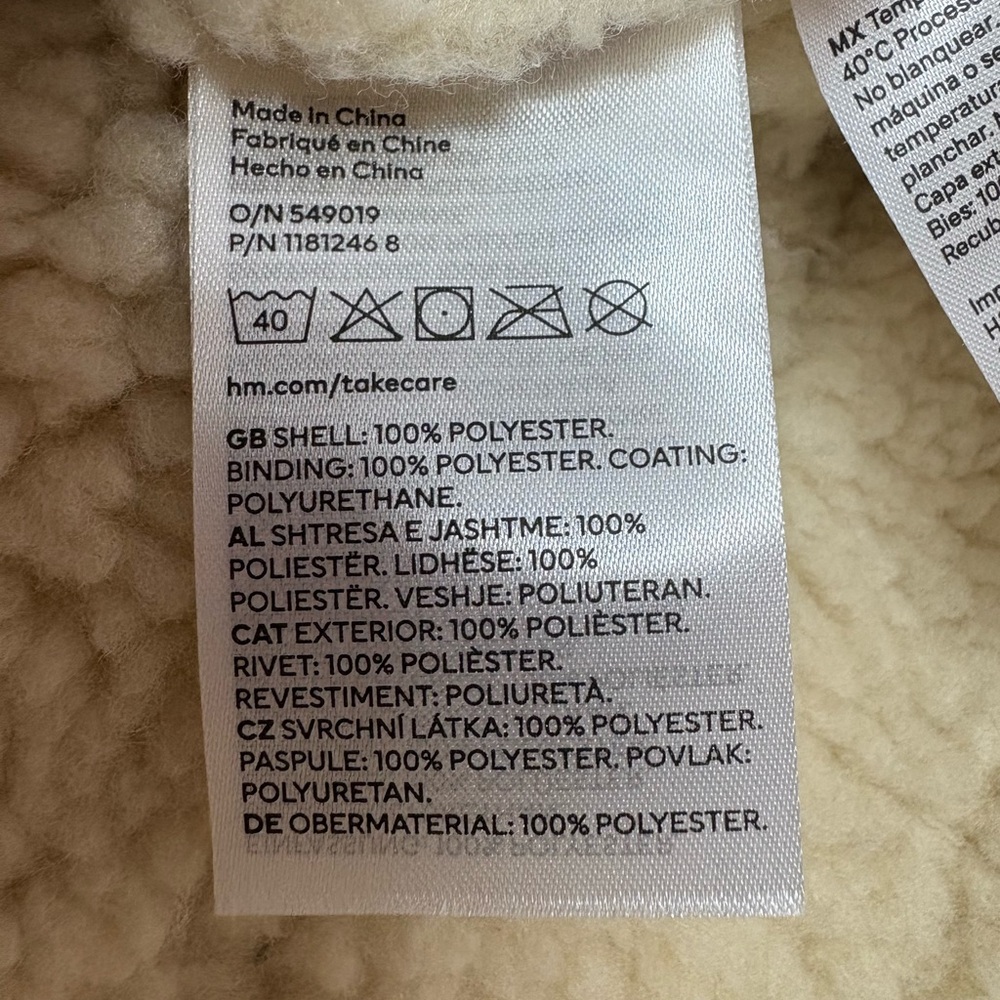 Made in China
Fabriqué en Chine
Hecho en China
O/N 549019
P/N 1181246 8
40
hm.com/takecare
GB SHELL: 100% POLYESTER.
BINDING: 100% POLYESTER. COATING:
POLYURETHANE.
AL SHTRESA E JASHTME: 100%
POLIESTËR. LIDHËSE: 100%
POLIESTËR. VESHJE: POLIUTERAN.
CAT EXTERIOR: 100% POLIÈSTER.
RIVET: 100% POLIÈSTER.
REVESTIMENT: POLIURETÀ.
CZ SVRCHNÍ LÁTKA: 100% POLYESTER.
PASPULE: 100% POLYESTER. POVLAK:
POLYURETAN.
DE OBERMATERIAL: 100% POLYESTER.
MX
40°C
No blanquear
máquina o
planchar.
Capa
Bies: